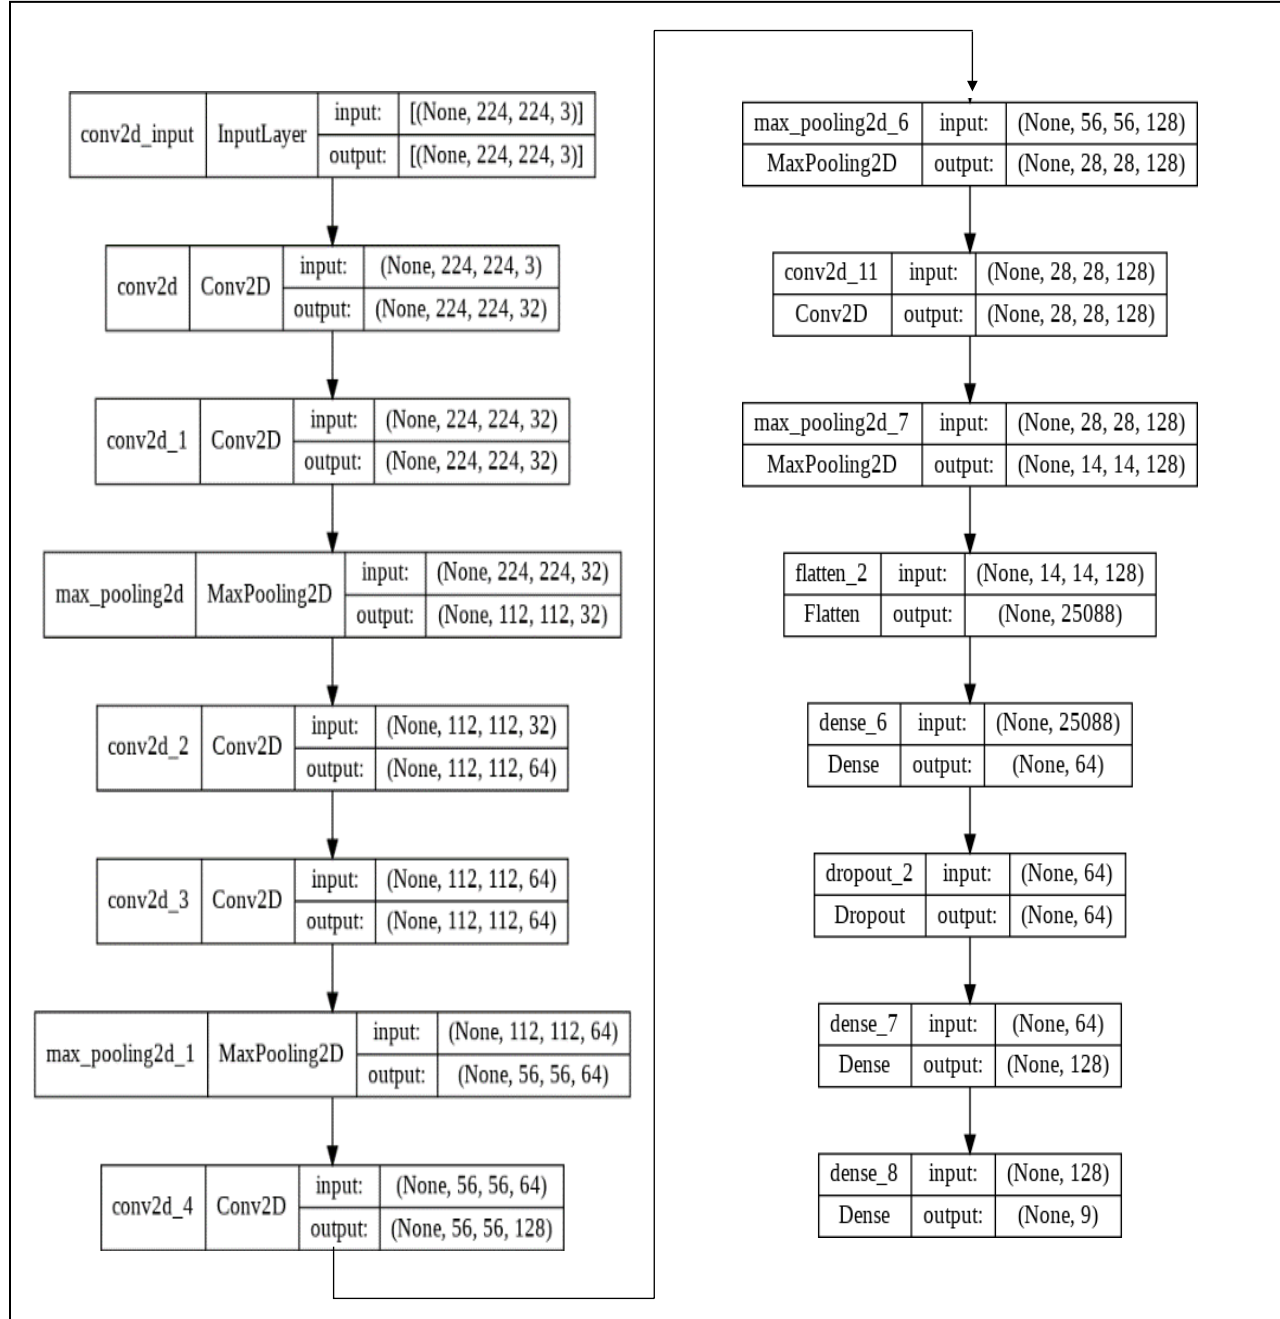 conv2d_input InputLayer input: [(None, 224, 224, 3)]
output: [(None, 224, 224, 3)]
conv2d Conv2D input: (None, 224, 224, 3)
output: (None, 224, 224, 32)
conv2d_1 Conv2D input: (None, 224, 224, 32)
output: (None, 224, 224, 32)
max_pooling2d MaxPooling2D input: (None, 224, 224, 32)
output: (None, 112, 112, 32)
conv2d_2 Conv2D input: (None, 112, 112, 32)
output: (None, 112, 112, 64)
conv2d_3 Conv2D input: (None, 112, 112, 64)
output: (None, 112, 112, 64)
max_pooling2d_1 MaxPooling2D input: (None, 112, 112, 64)
output: (None, 56, 56, 64)
conv2d_4 Conv2D input: (None, 56, 56, 64)
output: (None, 56, 56, 128)
max_pooling2d_6 input: (None, 56, 56, 128)
MaxPooling2D output: (None, 28, 28, 128)
conv2d_11 input: (None, 28, 28, 128)
Conv2D output: (None, 28, 28, 128)
max_pooling2d_7 input: (None, 28, 28, 128)
MaxPooling2D output: (None, 14, 14, 128)
flatten_2 input: (None, 14, 14, 128)
Flatten output: (None, 25088)
dense_6 input: (None, 25088)
Dense output: (None, 64)
dropout_2 input: (None, 64)
Dropout output: (None, 64)
dense_7 input: (None, 64)
Dense output: (None, 128)
dense_8 input: (None, 128)
Dense output: (None, 9)